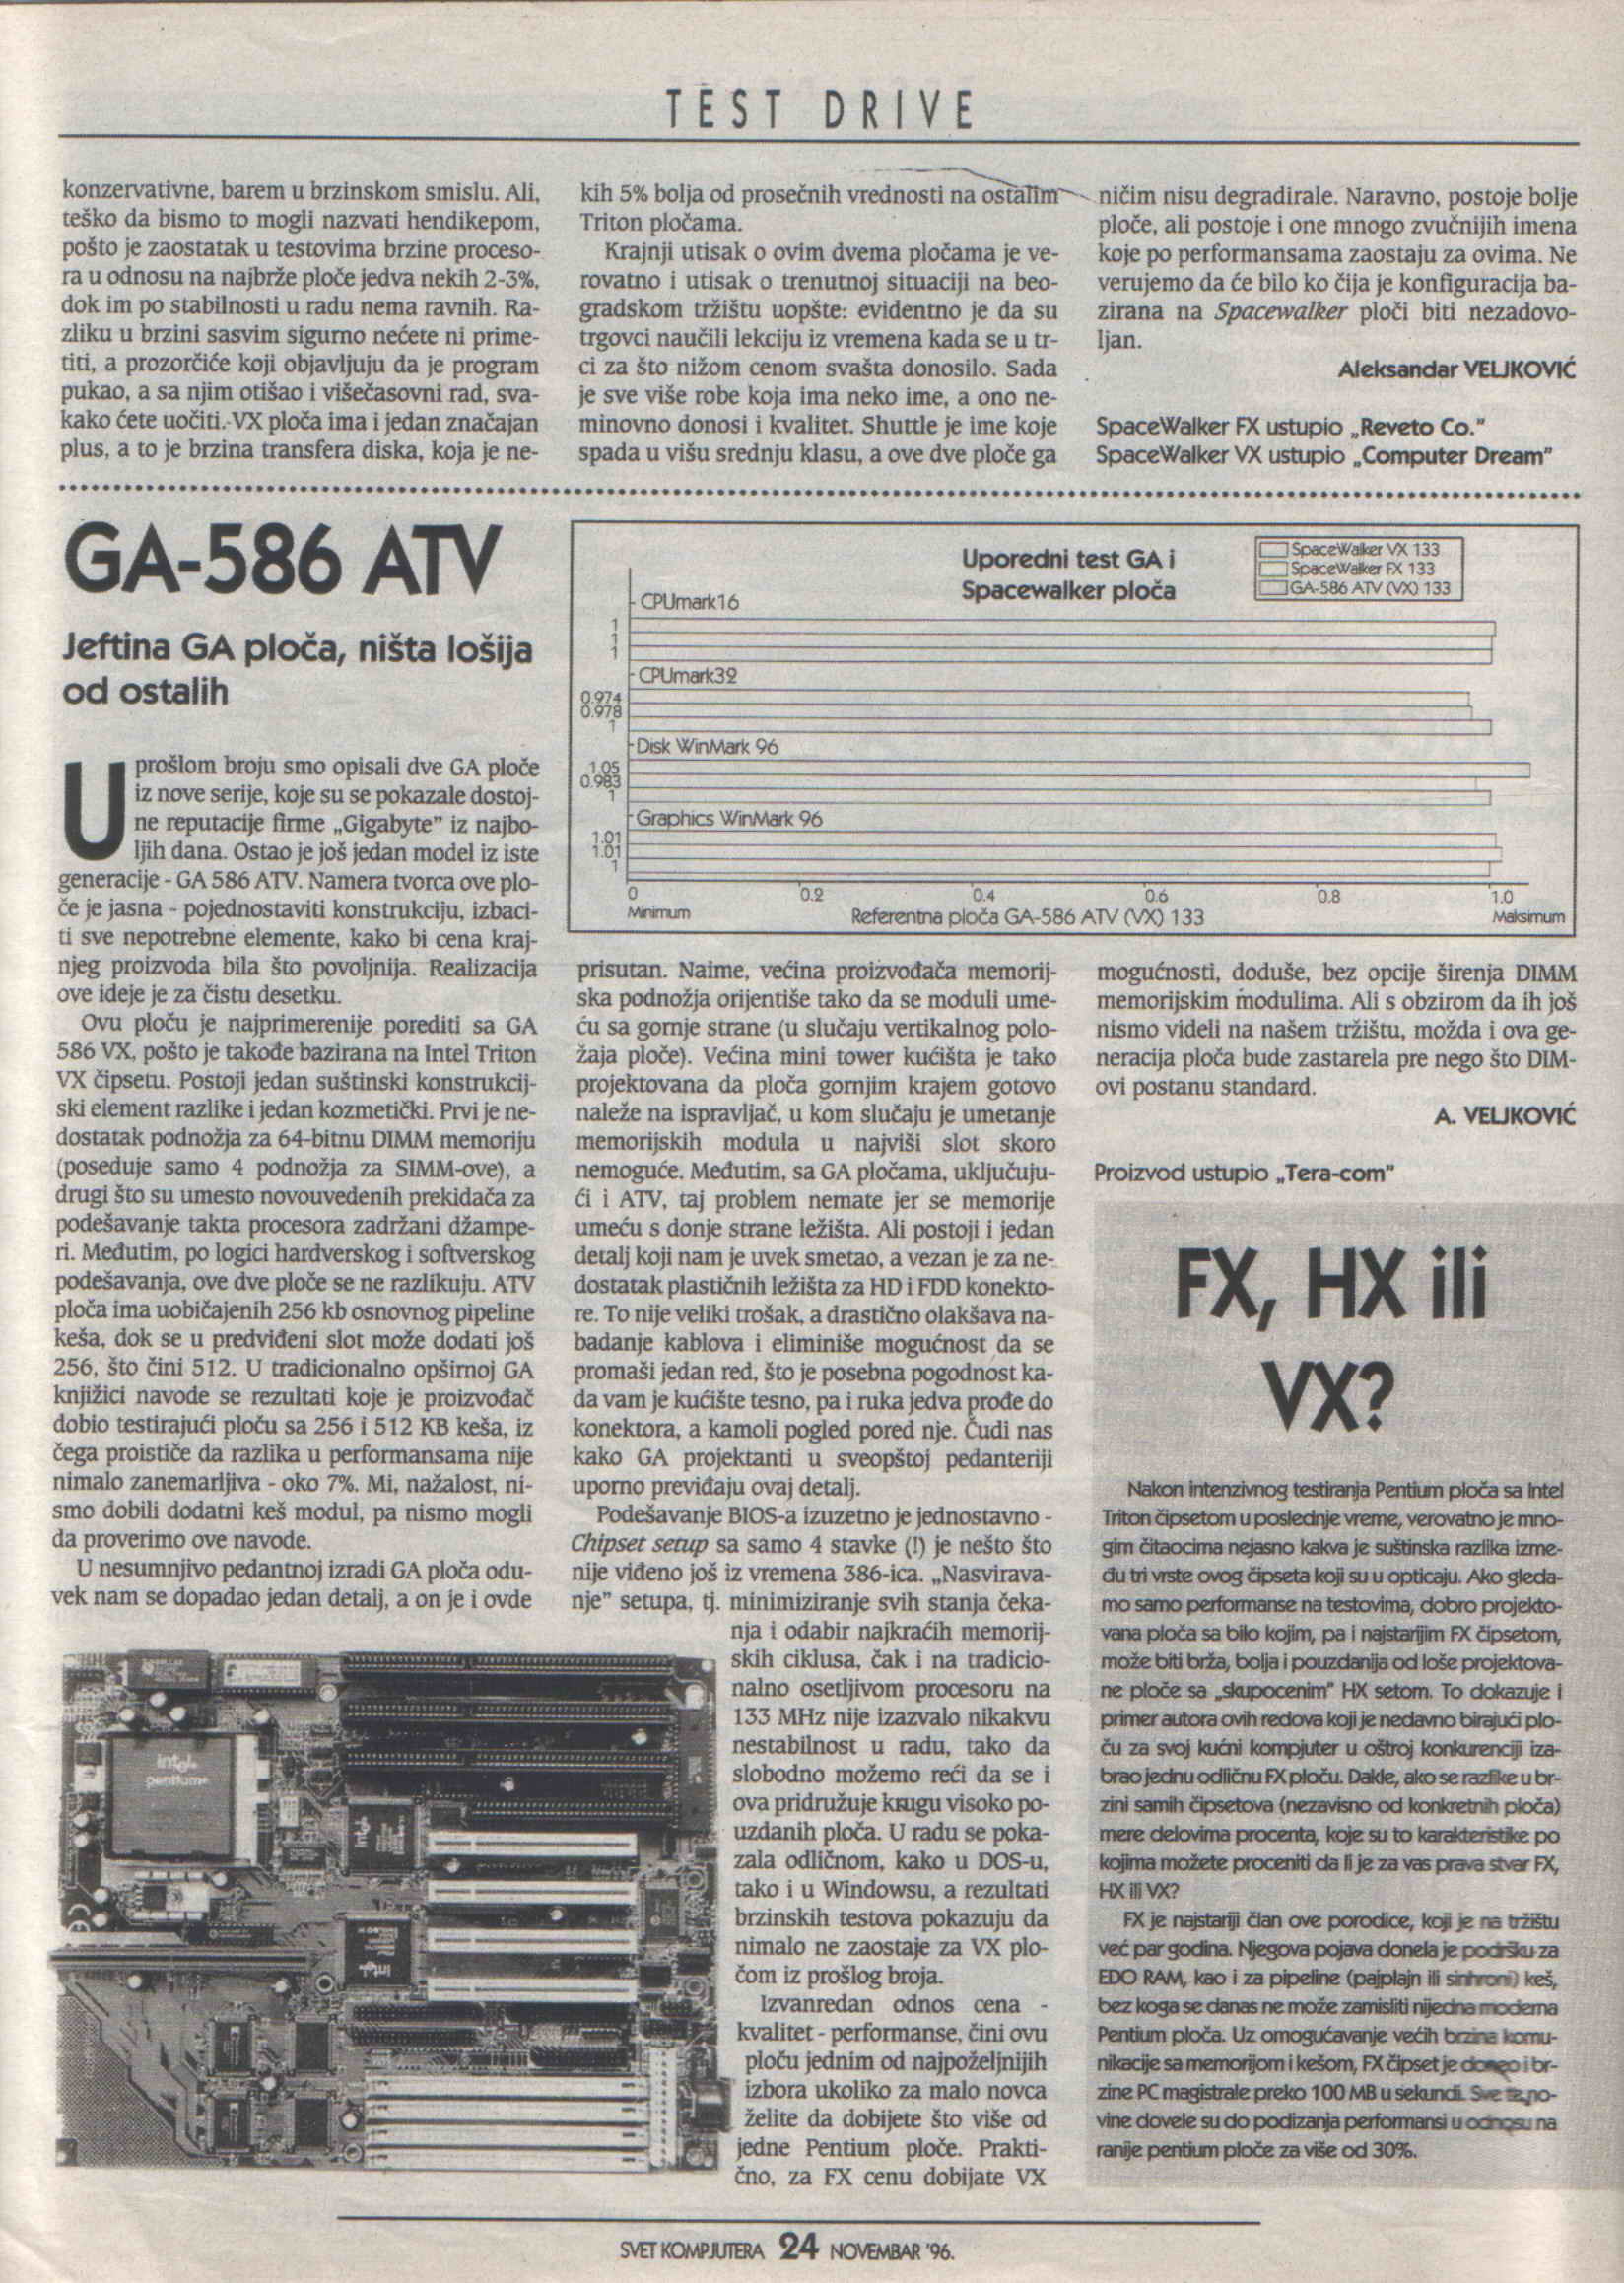 TEST DRIVE
konzervativne, barem u brzinskom smislu. Ali,
teško da bismo to mogli nazvati hendikepom,
pošto je zaostatak u testovima brzine proceso-
ra u odnosu na najbrže ploče jedva nekih 2-3%,
dok im po stabilnosti u radu nema ravnih. Ra-
zliku u brzini sasvim sigurno nećete ni prime-
titi, a prozorčiće koji objavljuju da je program
pukao, a sa njim otišao i višečasovni rad, sva-
kako ćete uočiti. VX ploča ima i jedan značajan
plus, a to je brzina transfera diska, koja je ne-
kih 5% bolja od prosečnih vrednosti na ostalim
Triton pločama.
Krajnji utisak o ovim dvema pločama je ve-
rovatno i utisak o trenutnoj situaciji na beo-
gradskom tržištu uopšte: evidentno je da su
trgovci naučili lekciju iz vremena kada se u tr-
ci za što nižom cenom svašta donosilo. Sada
je sve više robe koja ima neko ime, a ono ne-
minovno donosi i kvalitet. Shuttle je ime koje
spada u višu srednju klasu, a ove dve ploče ga
ničim nisu degradirale. Naravno, postoje bolje
ploče, ali postoje i one mnogo zvučnijih imena
koje po performansama zaostaju za ovima. Ne
verujemo da će bilo ko čija je konfiguracija ba-
zirana na Spacewalker ploči biti nezadovo-
ljan.
Aleksandar VELJKOVIĆ
SpaceWalker FX ustupio „Reveto Co.”
SpaceWalker VX ustupio „Computer Dream”
GA-586 ATV
Jeftina GA ploča, ništa lošija
od ostalih
U prošlom broju smo opisali dve GA ploče
iz nove serije, koje su se pokazale dostoj-
ne reputacije firme „Gigabyte” iz najbo-
ljih dana. Ostao je još jedan model iz iste
generacije - GA 586 ATV. Namera tvorca ove plo-
če je jasna - pojednostaviti konstrukciju, izbaci-
ti sve nepotrebne elemente, kako bi cena kraj-
njeg proizvoda bila što povoljnija. Realizacija
ove ideje je za čistu desetku.
Ovu ploču je najprimerenije porediti sa GA
586 VX, pošto je takođe bazirana na Intel Triton
VX čipsetu. Postoji jedan suštinski konstrukcij-
ski element razlike i jedan kozmetički. Prvi je ne-
dostatak podnožja za 64-bitnu DIMM memoriju
(poseduje samo 4 podnožja za SIMM-ove), a
drugi što su umesto novouvedenih prekidača za
podešavanje takta procesora zadržani džampe-
ri. Međutim, po logici hardverskog i softverskog
podešavanja, ove dve ploče se ne razlikuju. ATV
ploča ima uobičajenih 256 kb osnovnog pipeline
keša, dok se u predviđeni slot može dodati još
256, što čini 512. U tradicionalno opširnoj GA
knjižici navode se rezultati koje je proizvođač
dobio testirajući ploču sa 256 i 512 KB keša, iz
čega proističe da razlika u performansama nije
nimalo zanemarljiva - oko 7%. Mi, nažalost, ni-
smo dobili dodatni keš modul, pa nismo mogli
da proverimo ove navode.
U nesumnjivo pedantnoj izradi GA ploča odu-
vek nam se dopadao jedan detalj, a on je i ovde
Uporedni test GA i
Spacewalker ploča
SpaceWalker VX 133
SpaceWalker FX 133
GA-586 ATV (VX) 133
CPUmark16
1
1
1
CPUmark32
0.974
0.978
1
Disk WinMark 96
1.05
0.983
1
Graphics WinMark 96
1.01
1.01
1
0 0.2 0.4 0.6 0.8 1.0
Minimum Referentna ploča GA-586 ATV (VX) 133 Maksimum
prisutan. Naime, većina proizvođača memorij-
ska podnožja orijentiše tako da se moduli ume-
ću sa gornje strane (u slučaju vertikalnog polo-
žaja ploče). Većina mini tower kućišta je tako
projektovana da ploča gornjim krajem gotovo
naleže na ispravljač, u kom slučaju je umetanje
memorijskih modula u najviši slot skoro
nemoguće. Međutim, sa GA pločama, uključuju-
ći i ATV, taj problem nemate jer se memorije
umeću s donje strane ležišta. Ali postoji i jedan
detalj koji nam je uvek smetao, a vezan je za ne-
dostatak plastičnih ležišta za HD i FDD konekto-
re. To nije veliki trošak, a drastično olakšava na-
badanje kablova i eliminiše mogućnost da se
promaši jedan red, što je posebna pogodnost ka-
da vam je kućište tesno, pa i ruka jedva prođe do
konektora, a kamoli pogled pored nje. Čudi nas
kako GA projektanti u sveopštoj pedanteriji
uporno previđaju ovaj detalj.
Podešavanje BIOS-a izuzetno je jednostavno -
Chipset setup sa samo 4 stavke (!) je nešto što
nije viđeno još iz vremena 386-ica. „Nasvirava-
nje” setupa, tj. minimiziranje svih stanja čeka-
nja i odabir najkraćih memorij-
skih ciklusa, čak i na tradicio-
nalno osetljivom procesoru na
133 MHz nije izazvalo nikakvu
nestabilnost u radu, tako da
slobodno možemo reći da se i
ova pridružuje krugu visoko po-
uzdanih ploča. U radu se poka-
zala odličnom, kako u DOS-u,
tako i u Windowsu, a rezultati
brzinskih testova pokazuju da
nimalo ne zaostaje za VX plo-
čom iz prošlog broja.
Izvanredan odnos cena -
kvalitet - performanse, čini ovu
ploču jednim od najpoželjnijih
izbora ukoliko za malo novca
želite da dobijete što više od
jedne Pentium ploče. Prakti-
čno, za FX cenu dobijate VX
intel
pentium
intel
intel
mogućnosti, doduše, bez opcije širenja DIMM
memorijskim modulima. Ali s obzirom da ih još
nismo videli na našem tržištu, možda i ova ge-
neracija ploča bude zastarela pre nego što DIM-
ovi postanu standard.
A. VELJKOVIĆ
Proizvod ustupio „Tera-com”
FX, HX ili
VX?
Nakon intenzivnog testiranja Pentium ploča sa Intel
Triton čipsetom u poslednje vreme, verovatno je mno-
gim čitaocima nejasno kakva je suštinska razlika izme-
đu tri vrste ovog čipseta koji su u opticaju. Ako gleda-
mo samo performanse na testovima, dobro projekto-
vana ploča sa bilo kojim, pa i najstarijim FX čipsetom,
može biti brža, bolja i pouzdanija od loše projektova-
ne ploče sa „skupocenim” HX setom. To dokazuje i
primer autora ovih redova koji je nedavno birajući plo-
ču za svoj kućni kompjuter u oštroj konkurenciji iza-
brao jednu odličnu FX ploču. Dakle, ako se razlike u br-
zini samih čipsetova (nezavisno od konkretnih ploča)
mere delovima procenta, koje su to karakteristike po
kojima možete proceniti da li je za vas prava stvar FX,
HX ili VX?
FX je najstariji član ove porodice, koji je na tržištu
već par godina. Njegova pojava donela je podršku za
EDO RAM, kao i za pipeline (pajplajn ili sinhroni) keš,
bez koga se danas ne može zamisliti nijedna moderna
Pentium ploča. Uz omogućavanje većih brzina komu-
nikacije sa memorijom i kešom, FX čipset je doneo i br-
zine PC magistrale preko 100 MB u sekundi. Sve te no-
vine dovele su do podizanja performansi u odnosu na
ranije pentium ploče za više od 30%.
SVET KOMPJUTERA 24 NOVEMBAR '96.